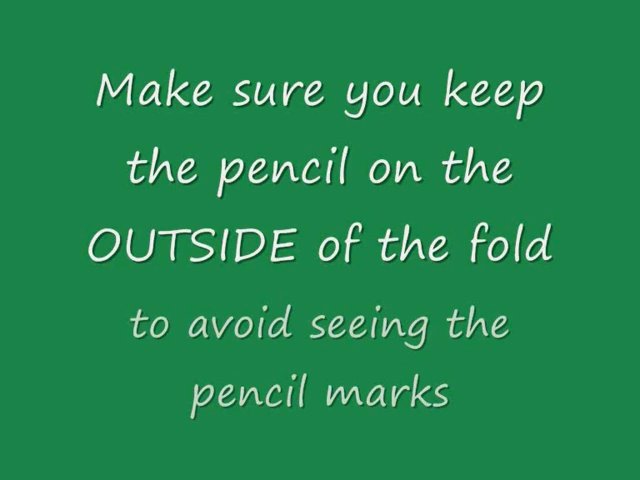 Make sure you keep
the pencil on the
OUTSIDE of the fold
to avoid seeing the
pencil marks